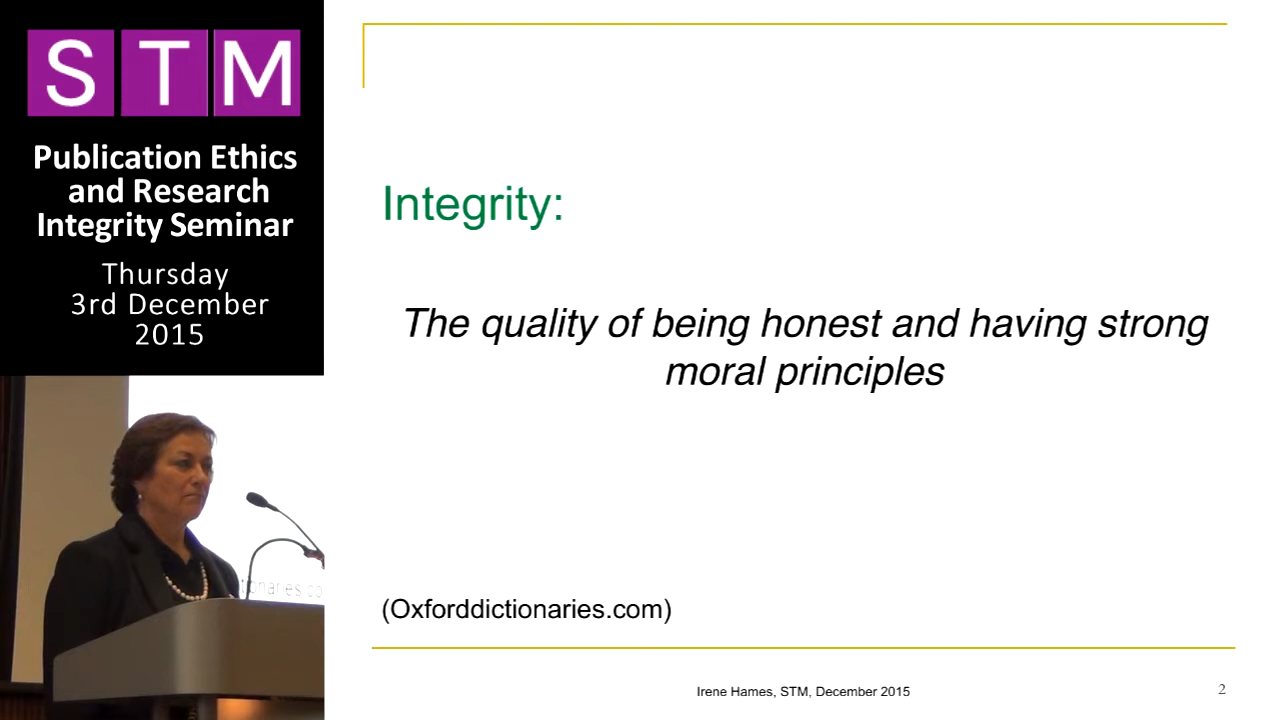 STM
Publication Ethics
and Research
Integrity Seminar
Thursday
3rd December
2015
Integrity:
The quality of being honest and having strong
moral principles
(Oxforddictionaries.com)
Irene Hames, STM, December 2015
2